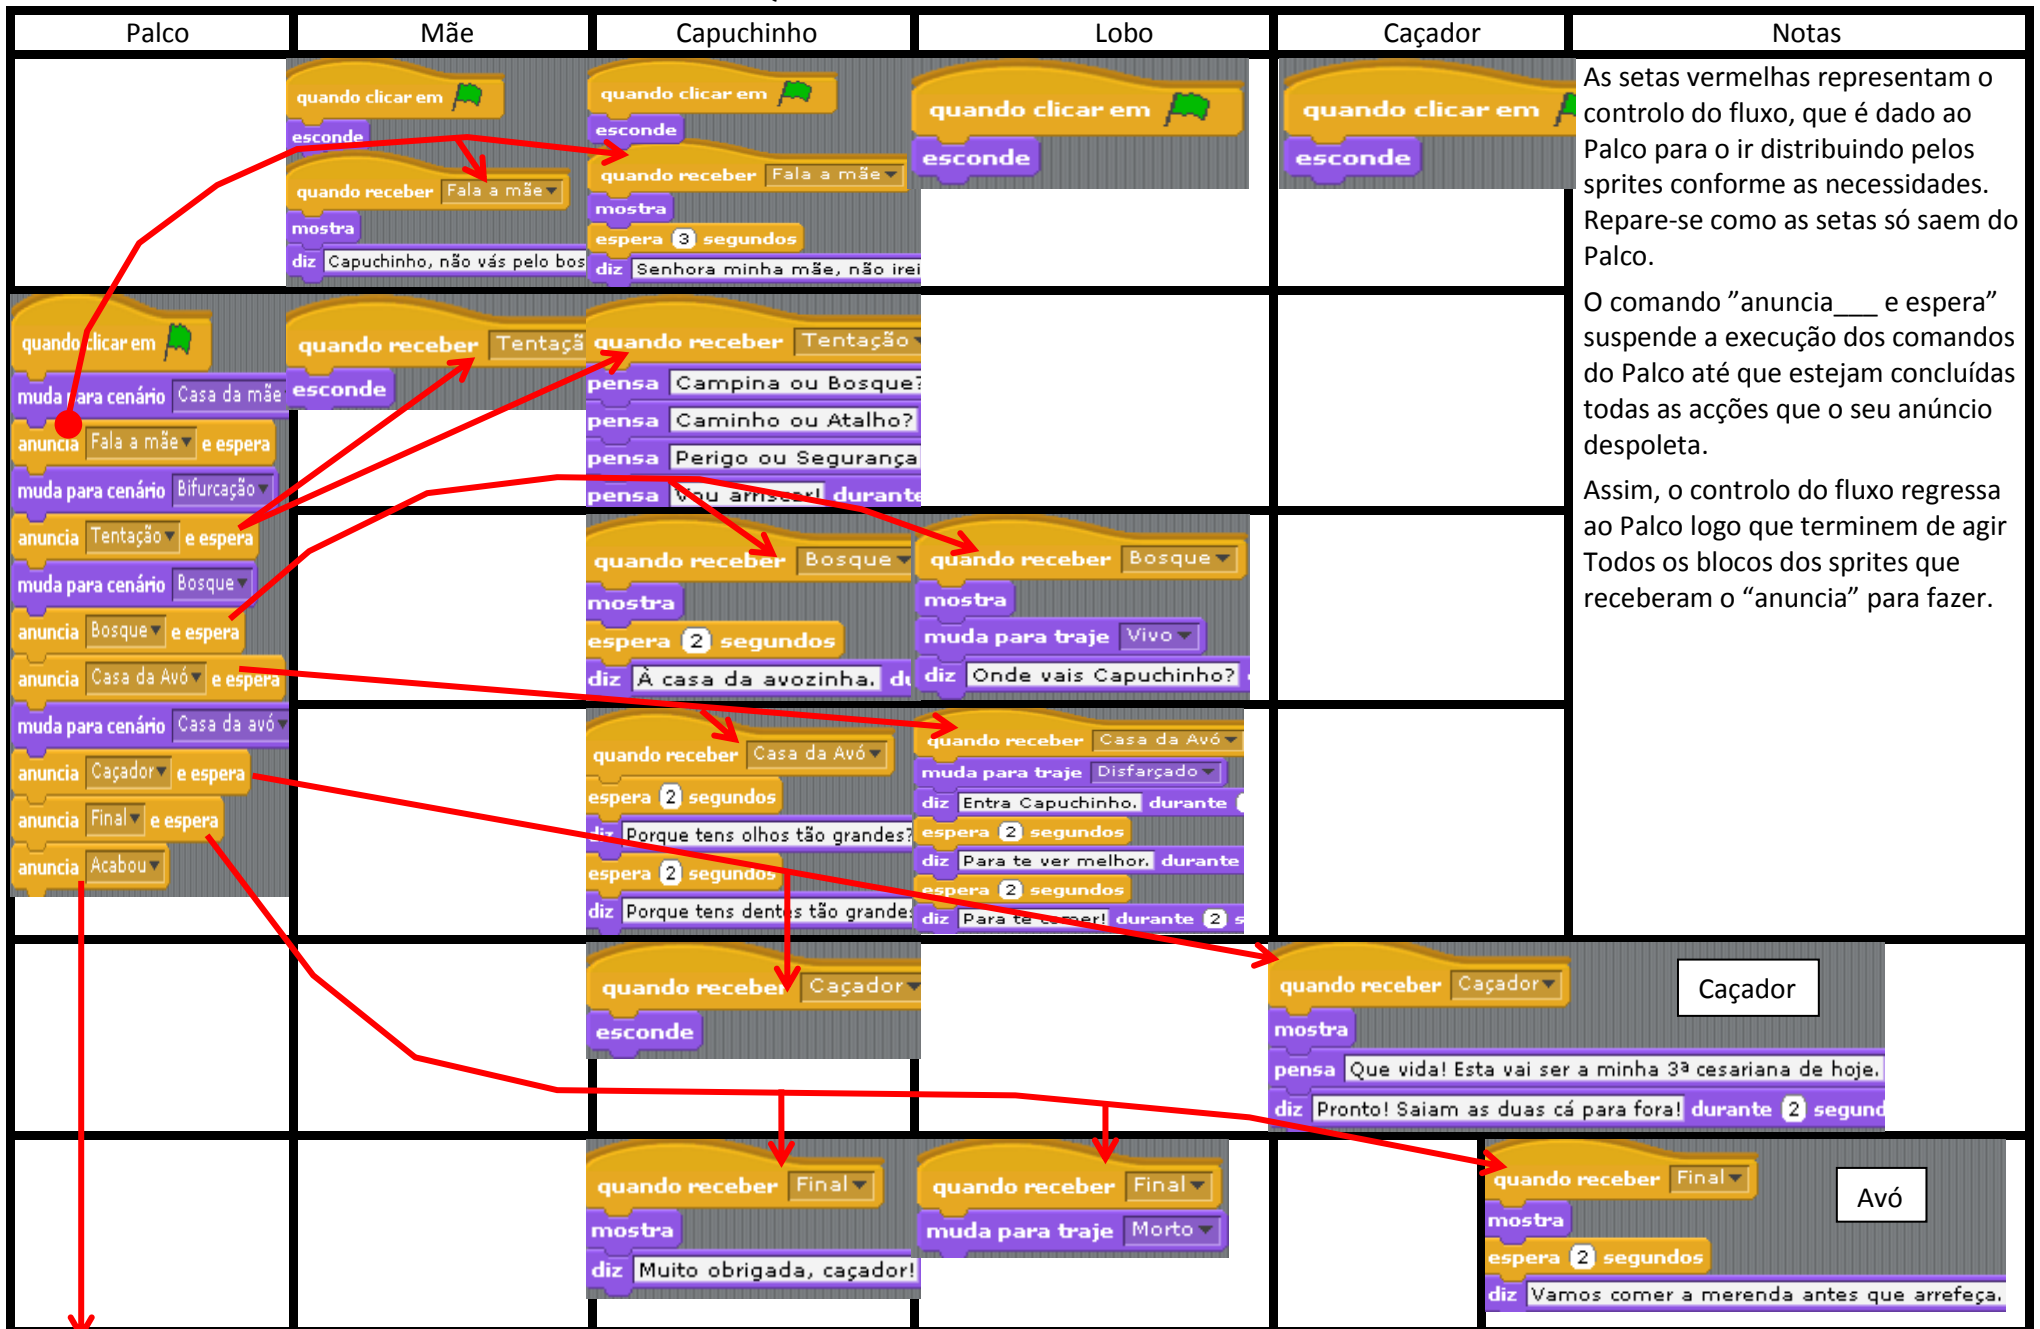 Palco
Mãe
Capuchinho
Lobo
Caçador
Notas
quando clicar em
esconde
quando receber Fala a mãe
mostra
diz Capuchinho, não vás pelo bos
quando clicar em
esconde
quando receber Fala a mãe
mostra
espera 3 segundos
diz Senhora minha mãe, não irei
quando clicar em
esconde
quando clicar em
esconde
As setas vermelhas representam o
controlo do fluxo, que é dado ao
Palco para o ir distribuindo pelos
sprites conforme as necessidades.
Repare-se como as setas só saem do
Palco.
O comando ”anuncia___ e espera”
suspende a execução dos comandos
do Palco até que estejam concluídas
todas as acções que o seu anúncio
despoleta.
Assim, o controlo do fluxo regressa
ao Palco logo que terminem de agir
Todos os blocos dos sprites que
receberam o “anuncia” para fazer.
quando clicar em
muda para cenário Casa da mãe
anuncia Fala a mãe e espera
muda para cenário Bifurcação
anuncia Tentação e espera
muda para cenário Bosque
anuncia Bosque e espera
anuncia Casa da Avó e espera
muda para cenário Casa da avó
anuncia Caçador e espera
anuncia Final e espera
anuncia Acabou
quando receber Tentaçã
esconde
quando receber Tentação
pensa Campina ou Bosque?
pensa Caminho ou Atalho?
pensa Perigo ou Segurança
pensa Vou arriscar! durante
quando receber Bosque
mostra
espera 2 segundos
diz À casa da avozinha. du
quando receber Bosque
mostra
muda para traje Vivo
diz Onde vais Capuchinho?
quando receber Casa da Avó
espera 2 segundos
diz Porque tens olhos tão grandes?
espera 2 segundos
diz Porque tens dentes tão grandes
quando receber Casa da Avó
muda para traje Disfarçado
diz Entra Capuchinho. durante
espera 2 segundos
diz Para te ver melhor. durante
espera 2 segundos
diz Para te comer! durante 2 s
quando receber Caçador
esconde
quando receber Caçador
Caçador
mostra
pensa Que vida! Esta vai ser a minha 3ª cesariana de hoje.
diz Pronto! Saiam as duas cá para fora! durante 2 segund
quando receber Final
mostra
diz Muito obrigada, caçador!
quando receber Final
muda para traje Morto
quando receber Final
Avó
mostra
espera 2 segundos
diz Vamos comer a merenda antes que arrefeça.